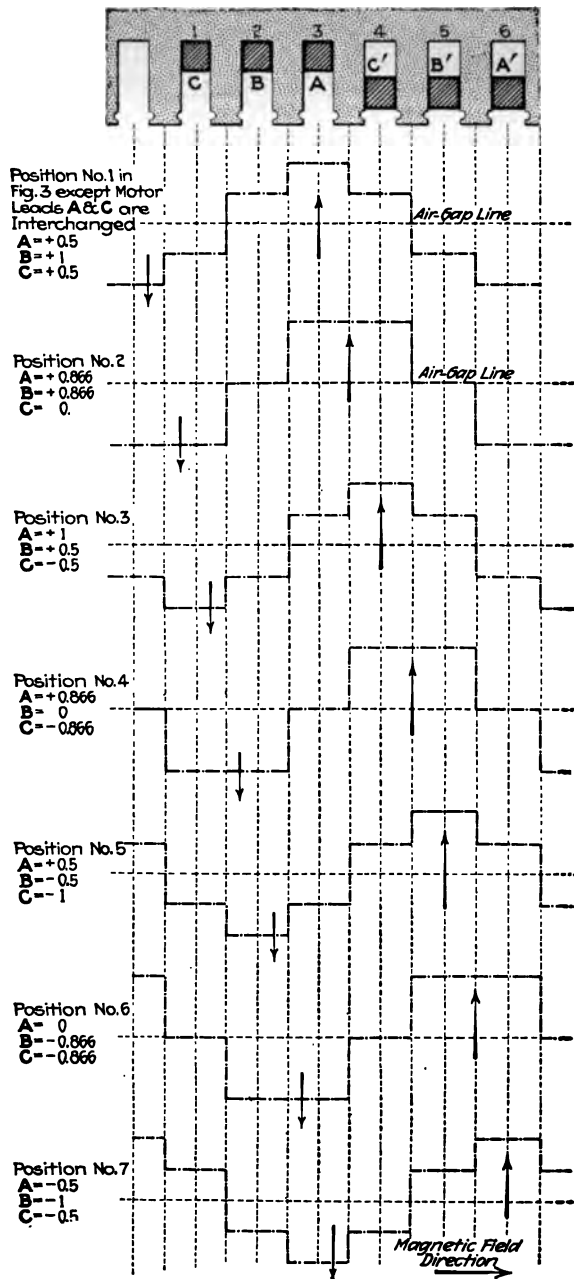 1 2 3 4 5 6
C B A C′ B′ A′
Position No.1 in
Fig.3 except Motor
Leads A&C are
Interchanged
A=+0.5
B=+1
C=+0.5
Air-Gap Line
Position No.2
A=+0.866
B=+0.866
C= 0.
Air-Gap Line
Position No.3
A=+1
B=+0.5
C=-0.5
Position No.4
A=+0.866
B= 0
C=-0.866
Position No.5
A=+0.5
B=-0.5
C=-1
Position No.6
A= 0
B=-0.866
C=-0.866
Position No.7
A=-0.5
B=-1
C=-0.5
Magnetic Field
Direction